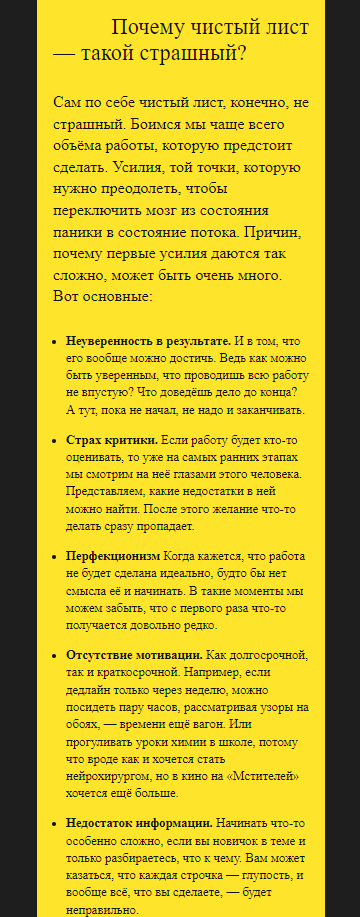 Почему чистый лист
— такой страшный?
Сам по себе чистый лист, конечно, не
страшный. Боимся мы чаще всего
объёма работы, которую предстоит
сделать. Усилия, той точки, которую
нужно преодолеть, чтобы
переключить мозг из состояния
паники в состояние потока. Причин,
почему первые усилия даются так
сложно, может быть очень много.
Вот основные:
• Неуверенность в результате. И в том, что
его вообще можно достичь. Ведь как можно
быть уверенным, что проводишь всю работу
не впустую? Что доведёшь дело до конца?
А тут, пока не начал, не надо и заканчивать.
• Страх критики. Если работу будет кто-то
оценивать, то уже на самых ранних этапах
мы смотрим на неё глазами этого человека.
Представляем, какие недостатки в ней
можно найти. После этого желание что-то
делать сразу пропадает.
• Перфекционизм Когда кажется, что работа
не будет сделана идеально, будто бы нет
смысла её и начинать. В такие моменты мы
можем забыть, что с первого раза что-то
получается довольно редко.
• Отсутствие мотивации. Как долгосрочной,
так и краткосрочной. Например, если
дедлайн только через неделю, можно
посидеть пару часов, рассматривая узоры на
обоях, — времени ещё вагон. Или
прогуливать уроки химии в школе, потому
что вроде как и хочется стать
нейрохирургом, но в кино на «Мстителей»
хочется ещё больше.
• Недостаток информации. Начинать что-то
особенно сложно, если вы новичок в теме и
только разбираетесь, что к чему. Вам может
казаться, что каждая строчка — глупость, и
вообще всё, что вы сделаете, — будет
неправильно.